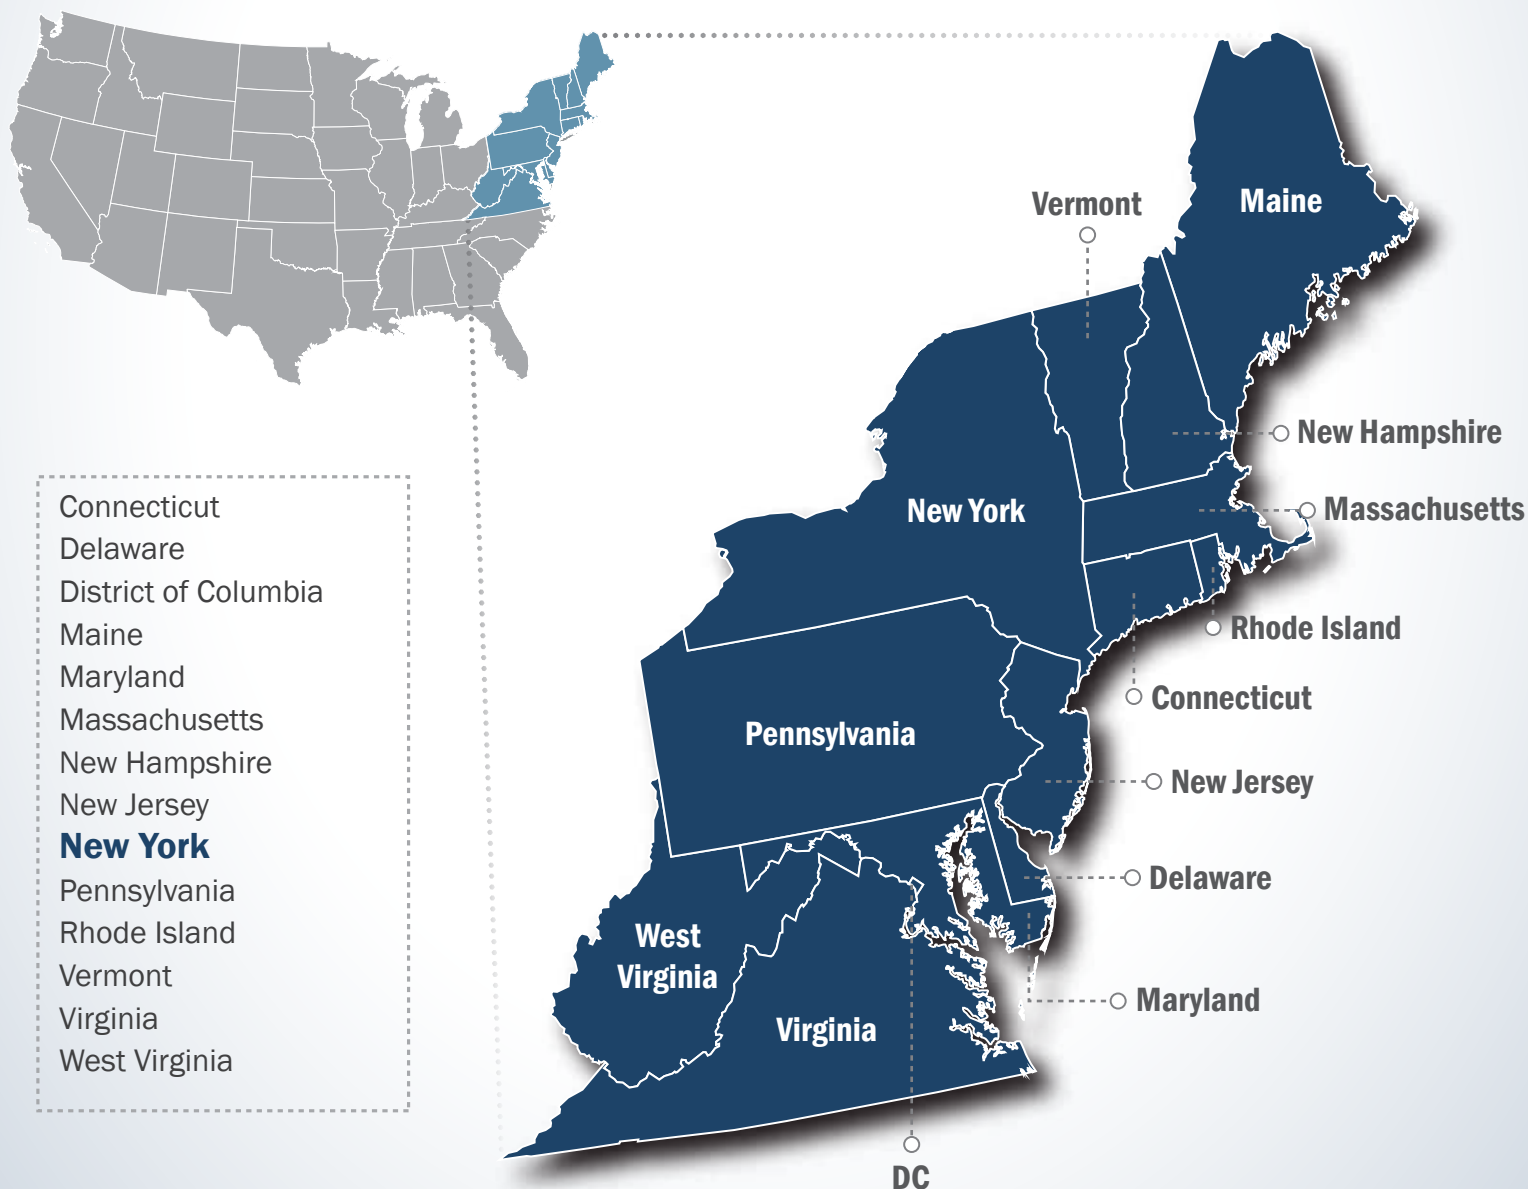 Maine
Vermont
New Hampshire
Massachusetts
New York
Rhode Island
Connecticut
Pennsylvania
New Jersey
Delaware
West
Virginia
Maryland
Virginia
DC
Connecticut
Delaware
District of Columbia
Maine
Maryland
Massachusetts
New Hampshire
New Jersey
New York
Pennsylvania
Rhode Island
Vermont
Virginia
West Virginia